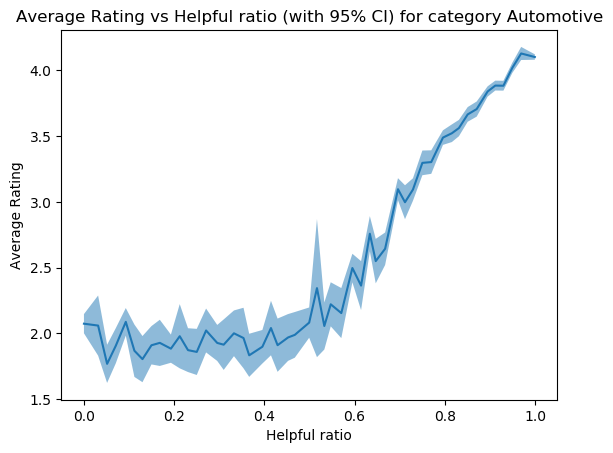 Average Rating vs Helpful ratio (with 95% CI) for category Automotive
4.0
3.5
3.0
2.5
2.0
1.5
Average Rating
0.0 0.2 0.4 0.6 0.8 1.0
Helpful ratio